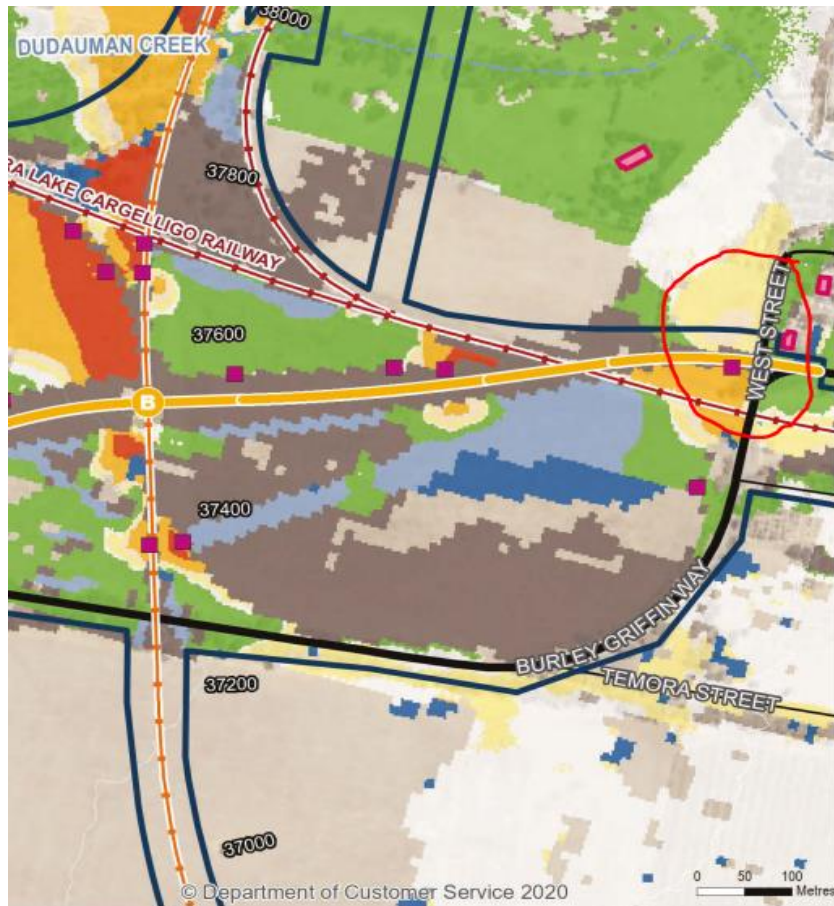 38000
DUDAUMAN CREEK
37800
RA LAKE CARGELLIGO RAILWAY
37600
WEST STREET
B
37400
BURLEY GRIFFIN WAY
37200
TEMORA STREET
37000
0 50 100
Metres
© Department of Customer Service 2020